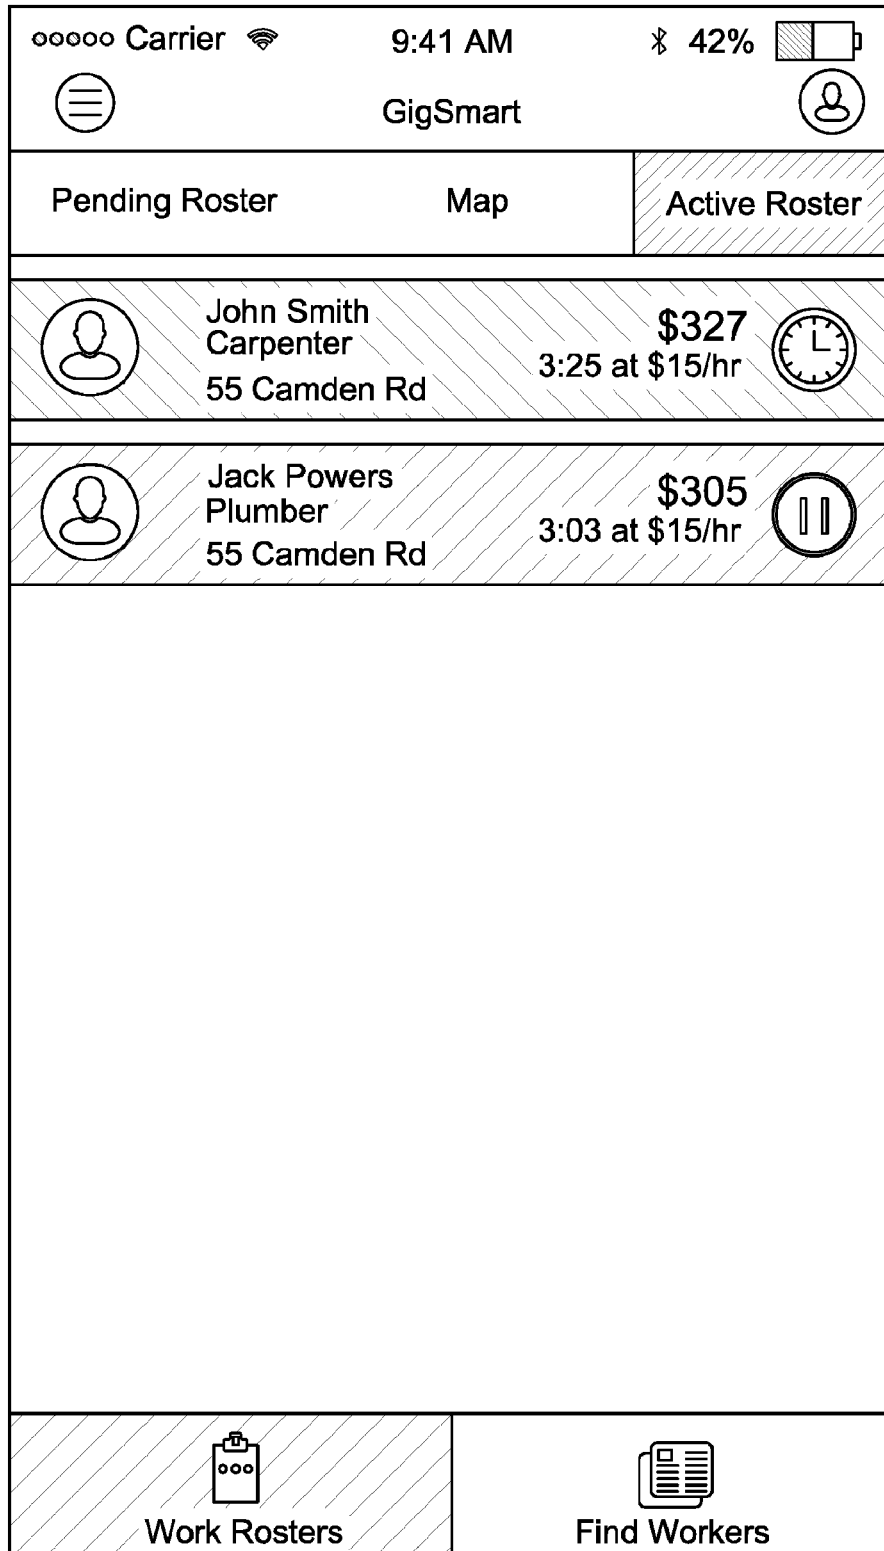 Carrier 9:41 AM 42%
GigSmart
Pending Roster Map Active Roster
John Smith
Carpenter
55 Camden Rd
$327
3:25 at $15/hr
Jack Powers
Plumber
55 Camden Rd
$305
3:03 at $15/hr
Work Rosters Find Workers